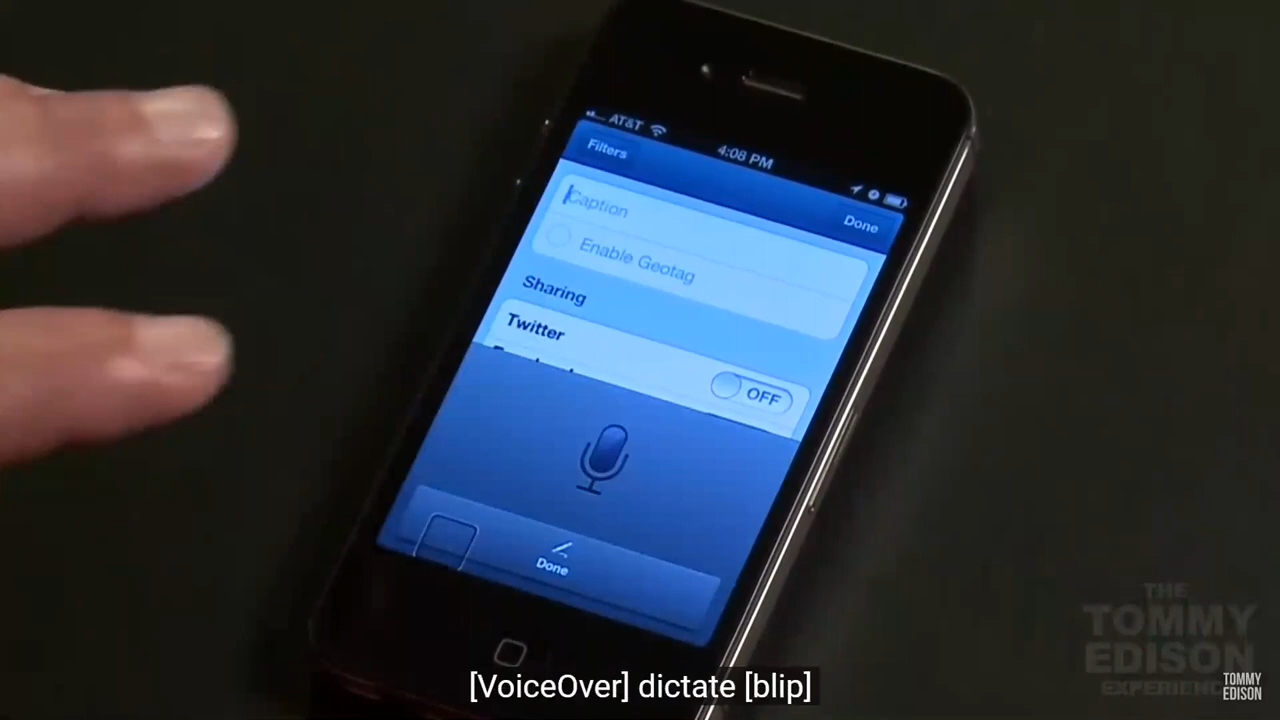 AT&T
4:08 PM
Filters
Done
Caption
Enable Geotag
Sharing
Twitter
OFF
Done
[VoiceOver] dictate [blip]
THE
TOMMY
EDISON
EXPERIENCE
TOMMY
EDISON